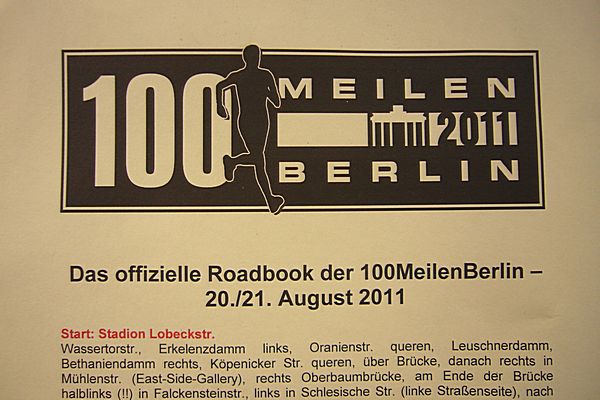 100 MEILEN
2011
BERLIN
Das offizielle Roadbook der 100MeilenBerlin –
20./21. August 2011
Start: Stadion Lobeckstr.
Wassertorstr., Erkelenzdamm links, Oranienstr. queren, Leuschnerdamm,
Bethaniendamm rechts, Köpenicker Str. queren, über Brücke, danach rechts in
Mühlenstr. (East-Side-Gallery), rechts Oberbaumbrücke, am Ende der Brücke
halblinks (!!) in Falckensteinstr., links in Schlesische Str. (linke Straßenseite), nach